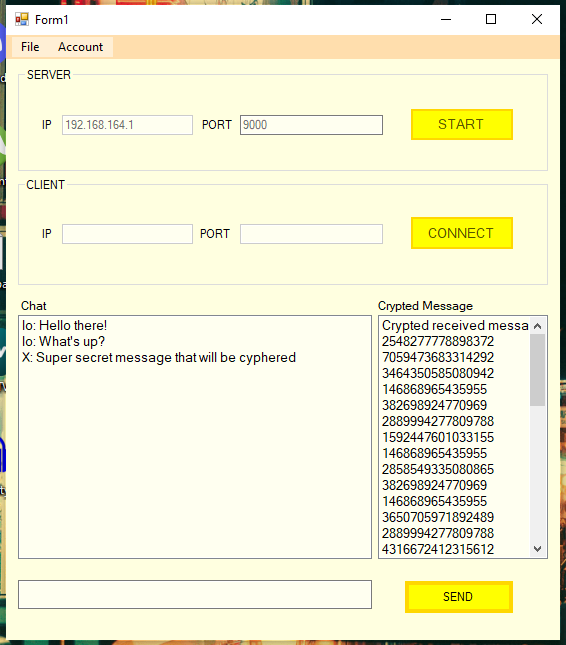 Form1
File Account
SERVER
IP 192.168.164.1 PORT 9000 START
CLIENT
IP PORT CONNECT
Chat
Io: Hello there!
Io: What's up?
X: Super secret message that will be cyphered
Crypted Message
Crypted received messa
2548277778898372
7059473683314292
3464350585080942
146868965435955
382698924770969
2889994277809788
1592447601033155
146868965435955
2858549335080865
382698924770969
146868965435955
3650705971892489
2889994277809788
4316672412315612
SEND